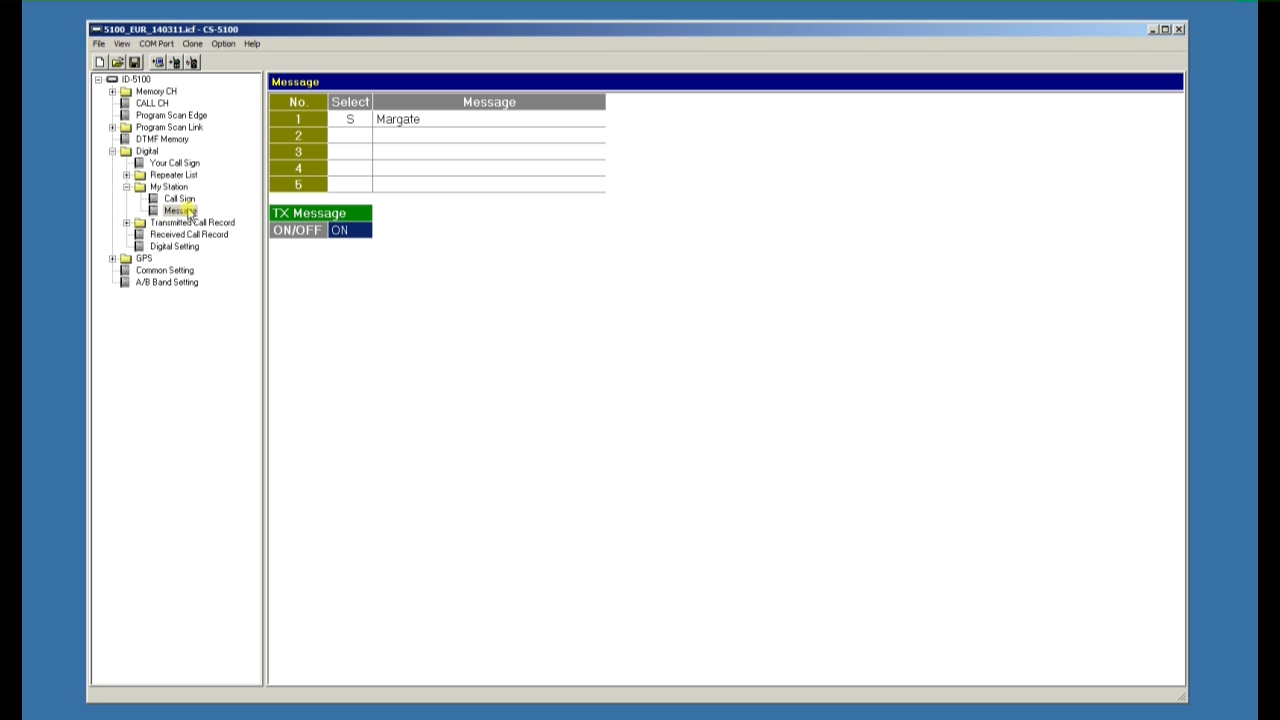 5100_EUR_140311.icf - CS-5100
File View COM Port Clone Option Help
ID-5100
Memory CH
CALL CH
Program Scan Edge
Program Scan Link
DTMF Memory
Digital
Your Call Sign
Repeater List
My Station
Call Sign
Message
Transmitted Call Record
Received Call Record
Digital Setting
GPS
Common Setting
A/B Band Setting
Message
No. Select Message
1 S Margate
2
3
4
5
TX Message
ON/OFF ON